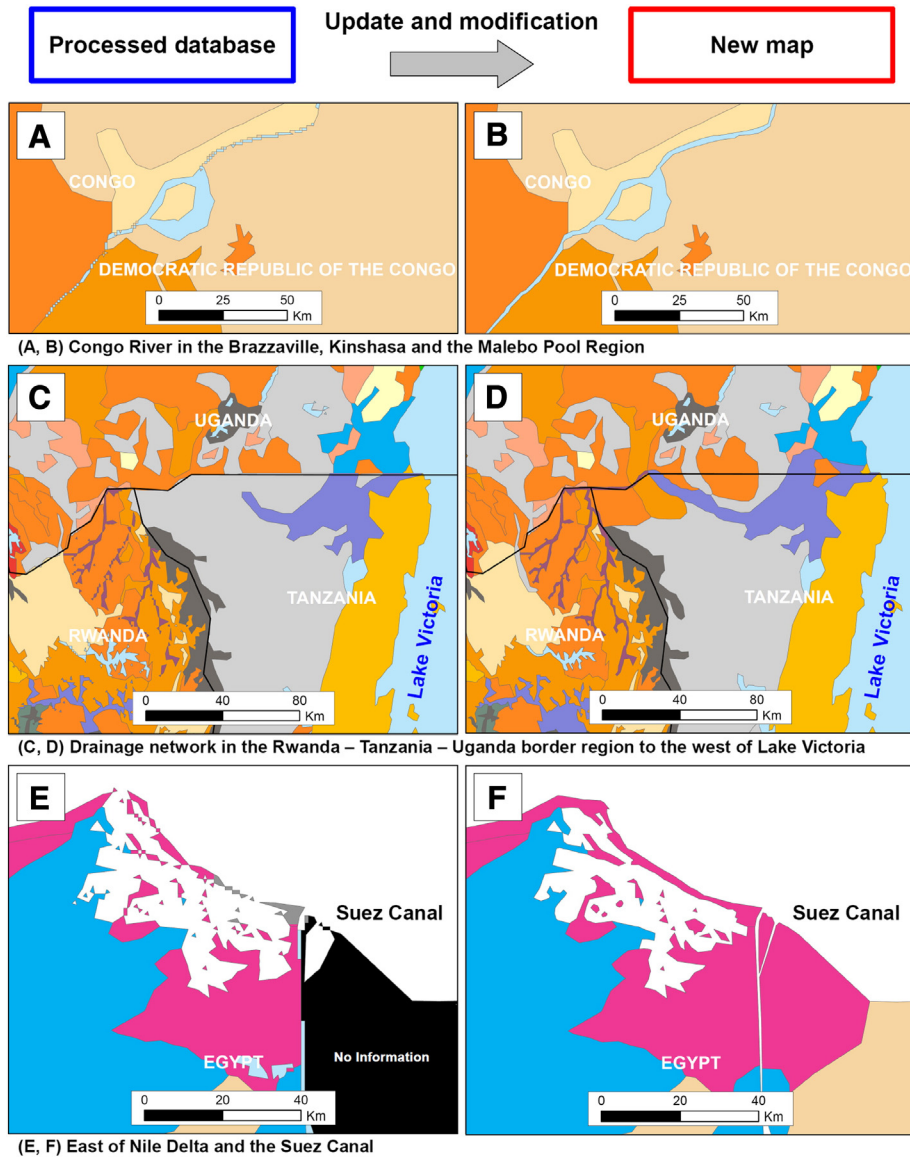 Processed database
Update and modification
New map
A
CONGO
DEMOCRATIC REPUBLIC OF THE CONGO
0 25 50
Km
B
CONGO
DEMOCRATIC REPUBLIC OF THE CONGO
0 25 50
Km
(A, B) Congo River in the Brazzaville, Kinshasa and the Malebo Pool Region
C
UGANDA
TANZANIA
RWANDA
Lake Victoria
0 40 80
Km
D
UGANDA
TANZANIA
RWANDA
Lake Victoria
0 40 80
Km
(C, D) Drainage network in the Rwanda – Tanzania – Uganda border region to the west of Lake Victoria
E
Suez Canal
No Information
EGYPT
0 20 40
Km
F
Suez Canal
EGYPT
0 20 40
Km
(E, F) East of Nile Delta and the Suez Canal